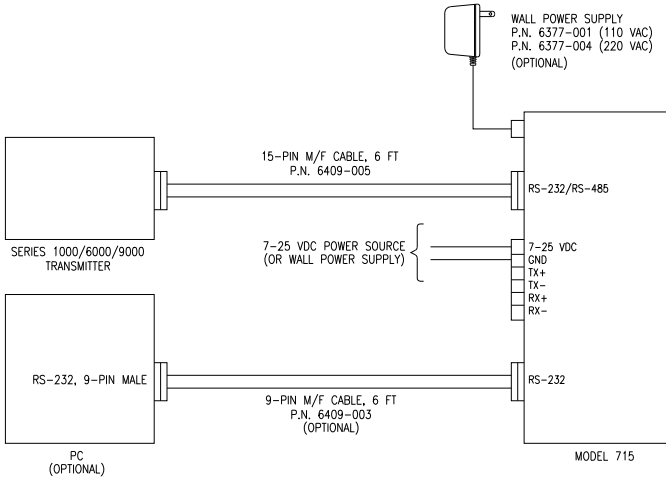 WALL POWER SUPPLY
P.N. 6377-001 (110 VAC)
P.N. 6377-004 (220 VAC)
(OPTIONAL)
15-PIN M/F CABLE, 6 FT
P.N. 6409-005
RS-232/RS-485
SERIES 1000/6000/9000
TRANSMITTER
7-25 VDC POWER SOURCE
(OR WALL POWER SUPPLY)
7-25 VDC
GND
TX+
TX-
RX+
RX-
RS-232, 9-PIN MALE
RS-232
9-PIN M/F CABLE, 6 FT
P.N. 6409-003
(OPTIONAL)
PC
(OPTIONAL)
MODEL 715